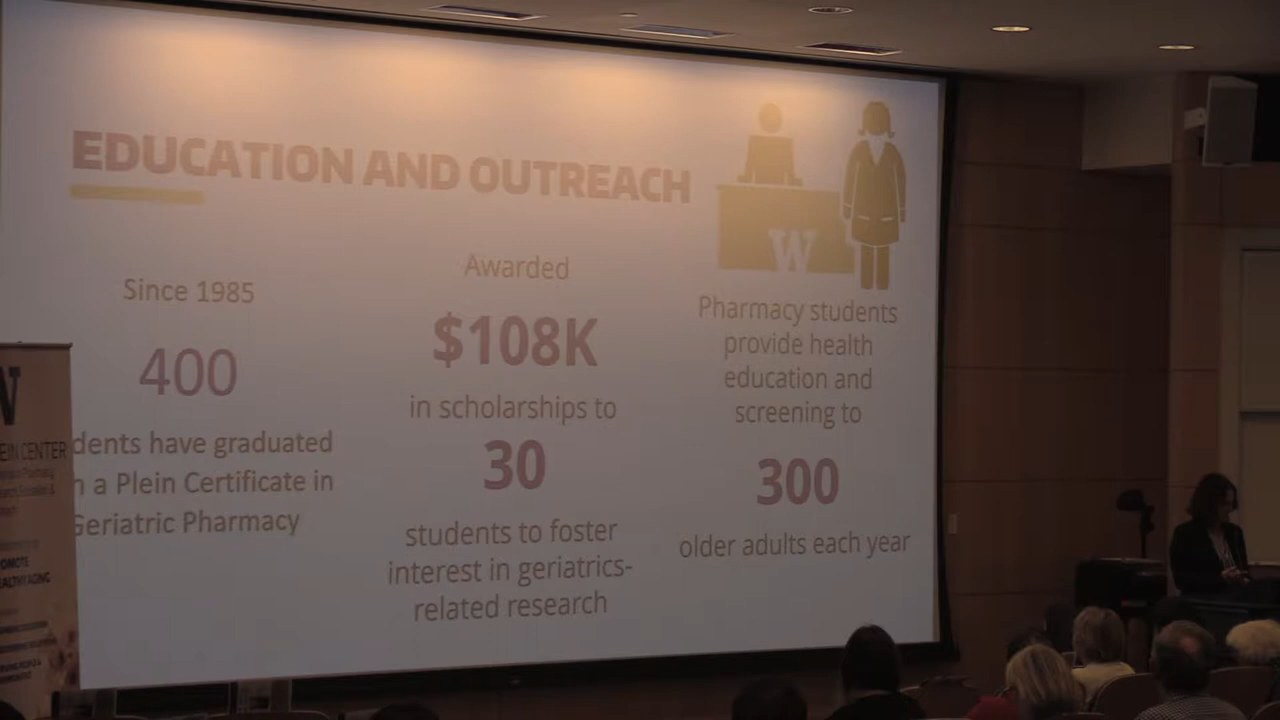 EDUCATION AND OUTREACH
Since 1985
400
dents have graduated
h a Plein Certificate in
Geriatric Pharmacy
Awarded
$108K
in scholarships to
30
students to foster
interest in geriatrics-
related research
W
Pharmacy students
provide health
education and
screening to
300
older adults each year
W
EIN CENTER